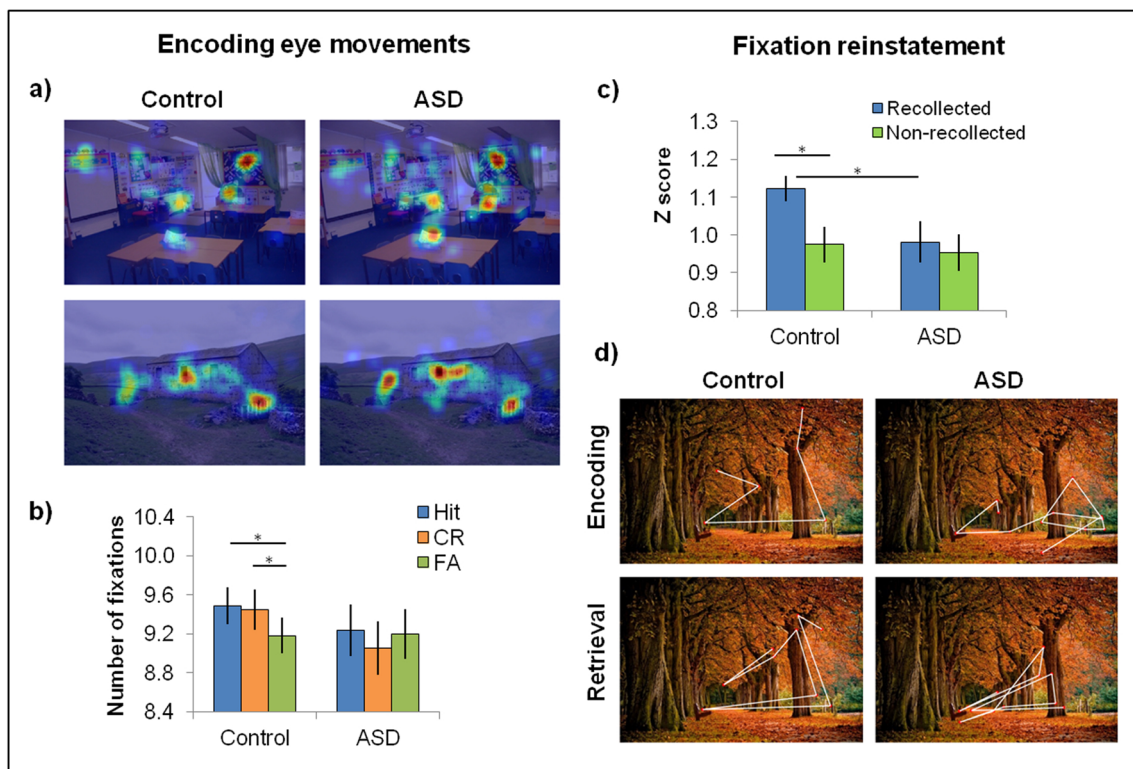 Encoding eye movements
a)
Control ASD
b)
Number of fixations
10.4
10.0
9.6
9.2
8.8
8.4
Hit
CR
FA
*
*
Control ASD
Fixation reinstatement
c)
Recollected
Non-recollected
Z score
1.3
1.2
1.1
1.0
0.9
0.8
*
*
Control ASD
d)
Control ASD
Encoding
Retrieval